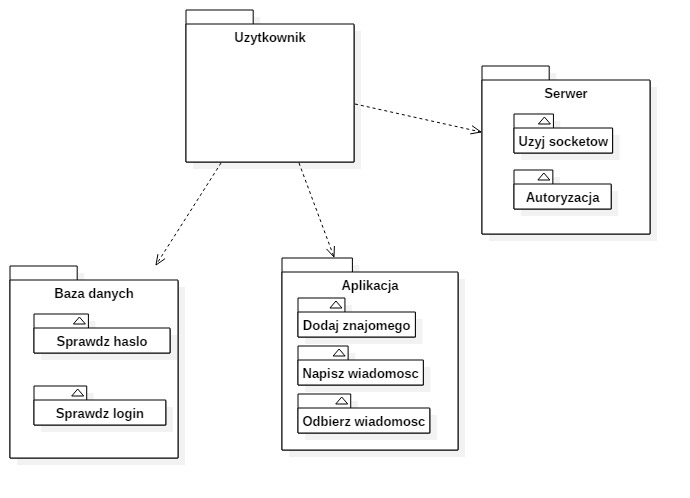 Uzytkownik
Serwer
Uzyj socketow
Autoryzacja
Baza danych
Sprawdz haslo
Sprawdz login
Aplikacja
Dodaj znajomego
Napisz wiadomosc
Odbierz wiadomosc